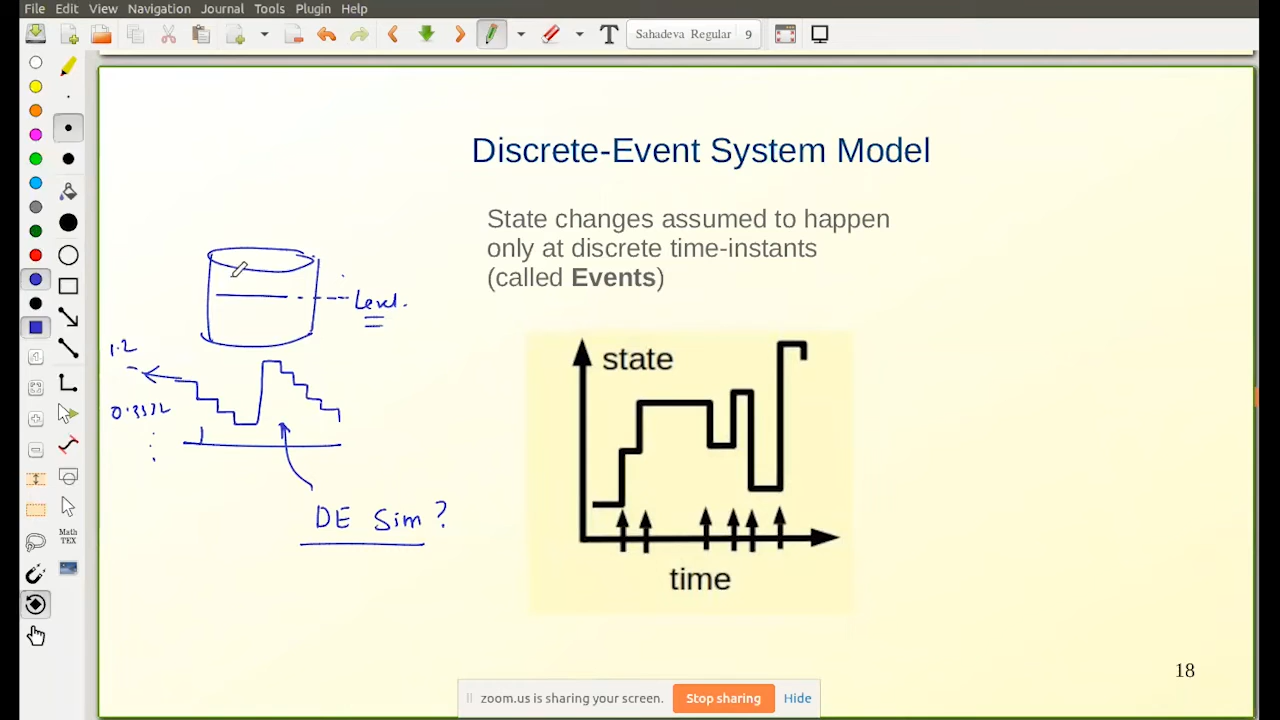 File Edit View Navigation Journal Tools Plugin Help
Sahadeva Regular 9
Discrete-Event System Model
State changes assumed to happen
only at discrete time-instants
(called Events)
Level.
1.2
0.3332
DE Sim ?
state
time
Math
TEX
18
zoom.us is sharing your screen. Stop sharing Hide